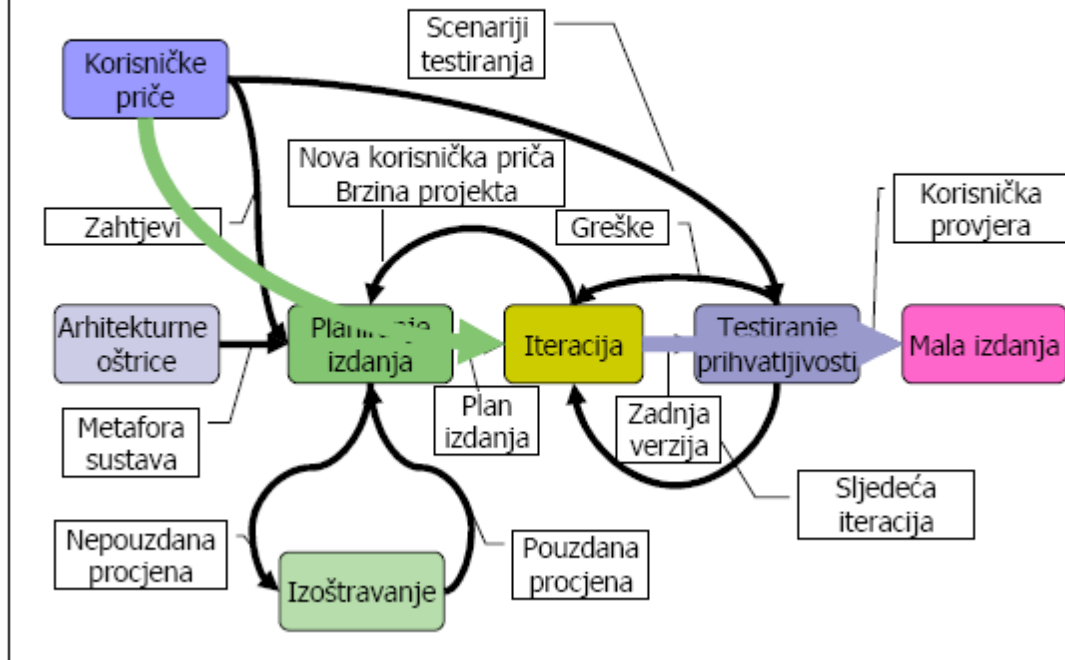 Scenariji
testiranja
Korisničke
priče
Nova korisnička priča
Brzina projekta
Korisnička
provjera
Zahtjevi
Greške
Arhitekturne
oštrice
Planiranje
izdanja
Iteracija
Testiranje
prihvatljivosti
Mala izdanja
Metafora
sustava
Plan
izdanja
Zadnja
verzija
Sljedeća
iteracija
Nepouzdana
procjena
Pouzdana
procjena
Izoštravanje